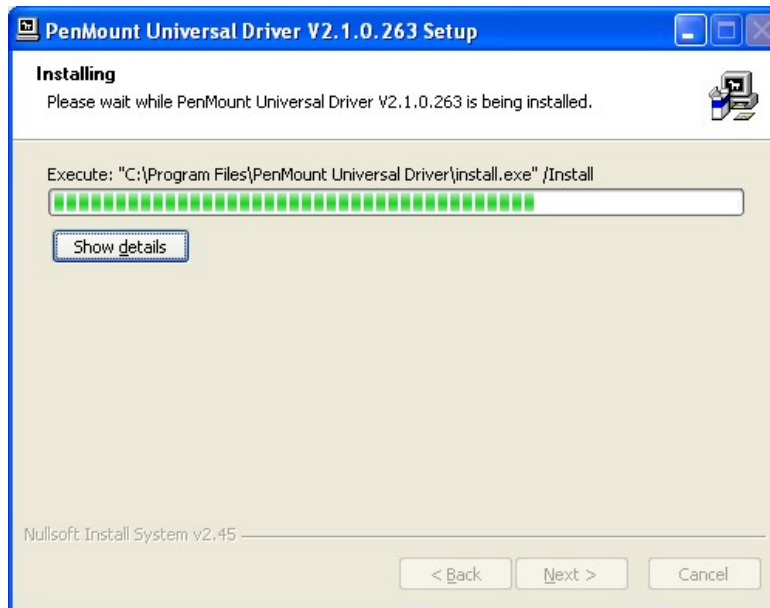 PenMount Universal Driver V2.1.0.263 Setup
Installing
Please wait while PenMount Universal Driver V2.1.0.263 is being installed.
Execute: "C:\Program Files\PenMount Universal Driver\install.exe" /Install
Show details
Nullsoft Install System v2.45
< Back Next > Cancel